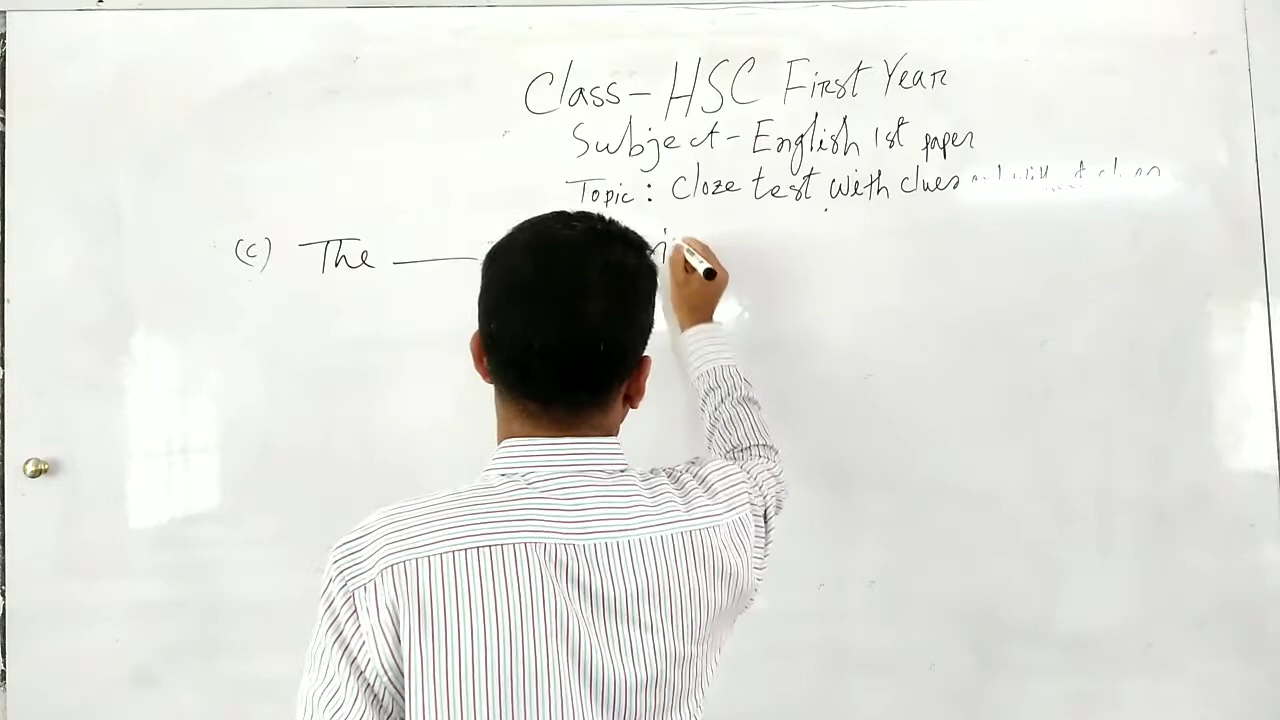 Class - HSC First Year
Subject - English 1st paper
Topic : Cloze test with clues
(c) The ———